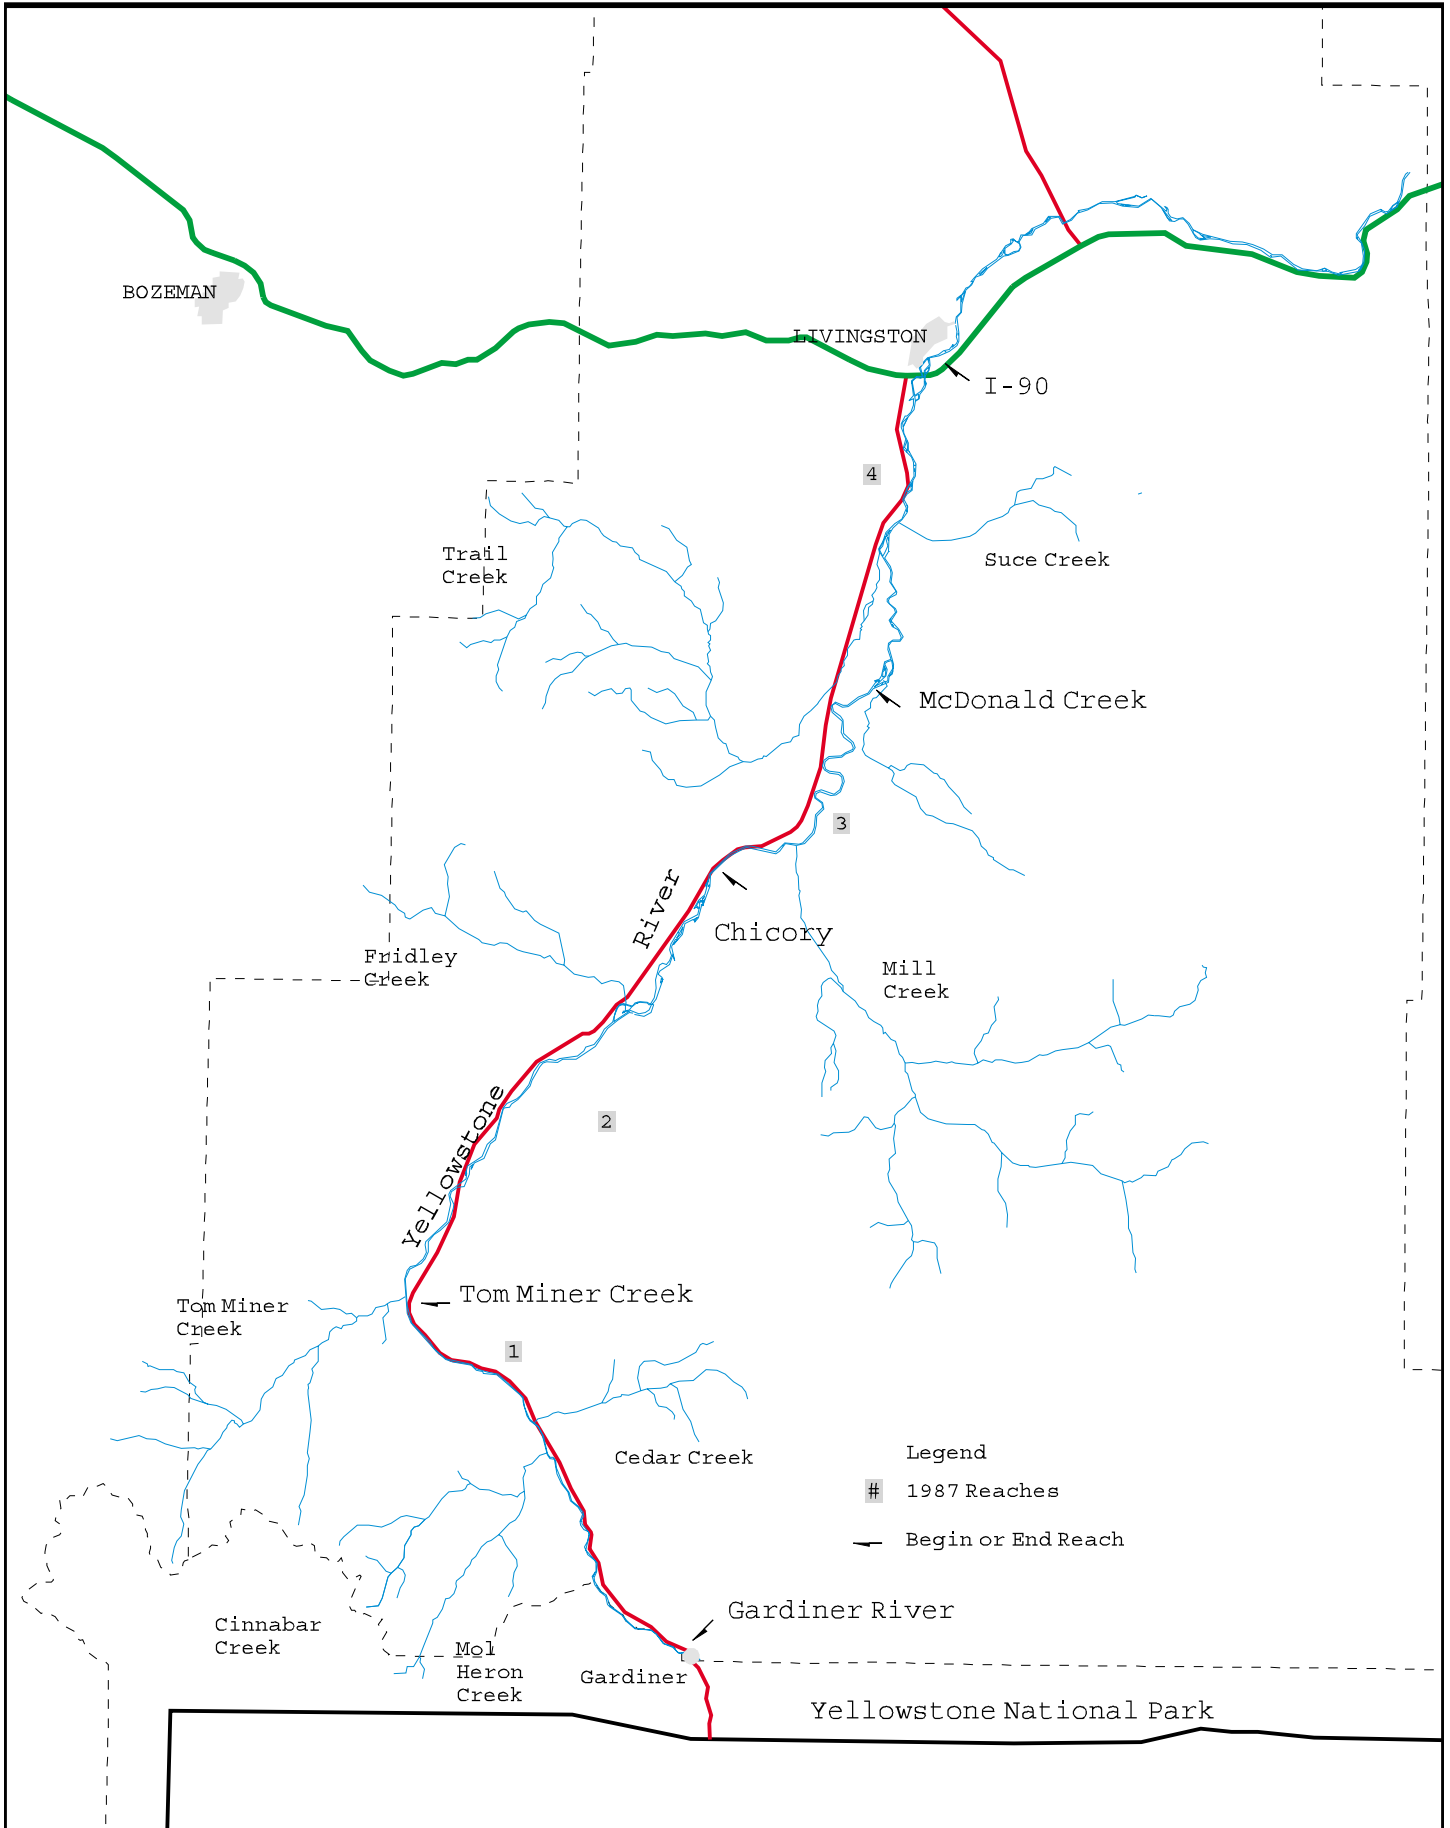 BOZEMAN
LIVINGSTON
I-90
4
Trail
Creek
Suce Creek
McDonald Creek
3
River
Chicory
Fridley
Creek
Mill
Creek
Yellowstone
2
Tom Miner Creek
Tom Miner
Creek
1
Cedar Creek
Legend
# 1987 Reaches
Begin or End Reach
Gardiner River
Cinnabar
Creek
Mol
Heron
Creek
Gardiner
Yellowstone National Park